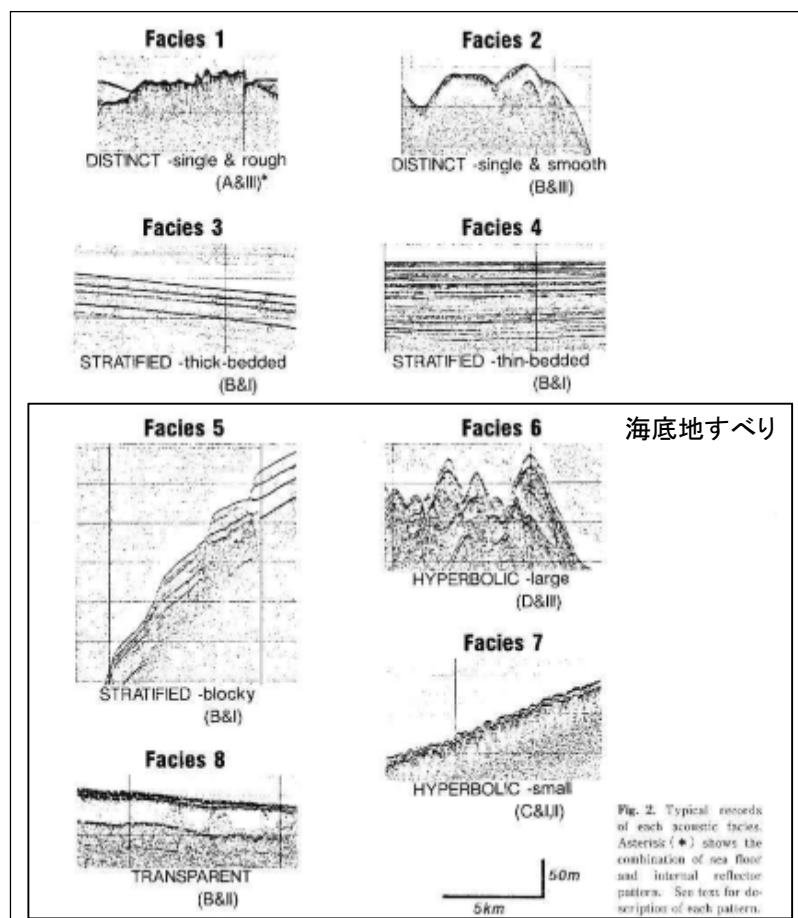 Facies 1
DISTINCT -single & rough
(A&III)*
Facies 2
DISTINCT -single & smooth
(B&III)
Facies 3
STRATIFIED -thick-bedded
(B&I)
Facies 4
STRATIFIED -thin-bedded
(B&I)
海底地すべり
Facies 5
STRATIFIED -blocky
(B&I)
Facies 6
HYPERBOLIC -large
(D&III)
Facies 7
HYPERBOLIC -small
(C&I,II)
Facies 8
TRANSPARENT
(B&II)
50m
5km
Fig. 2. Typical records
of each acoustic facies.
Asterisk (*) shows the
combination of sea floor
and internal reflector
pattern. See text for de-
scription of each pattern.